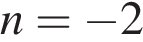 n = −2